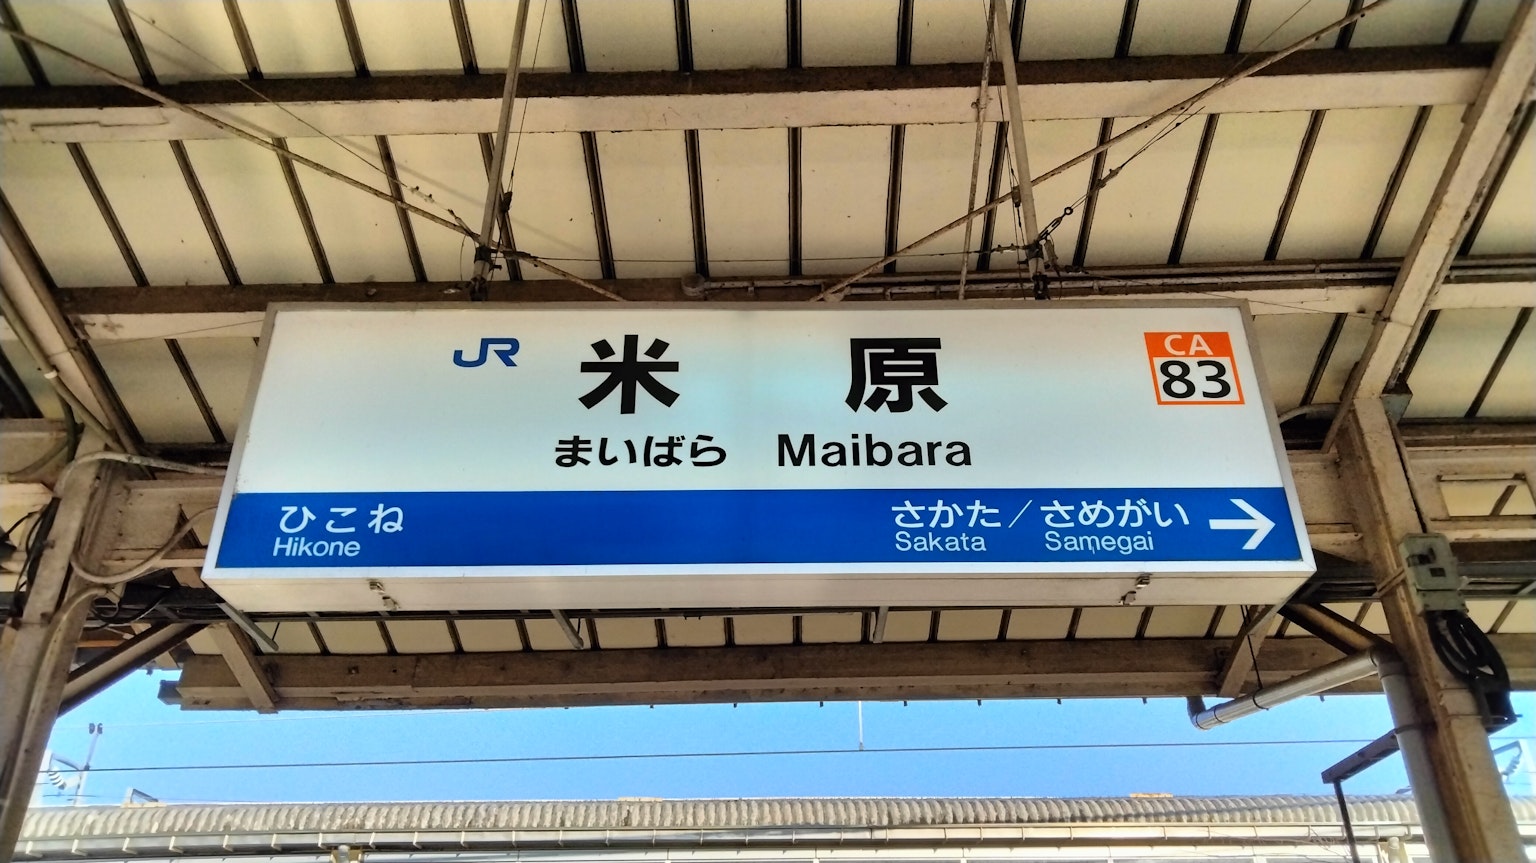 JR 米原 CA 83
まいばら Maibara
ひこね さかた／さめがい →
Hikone Sakata Samegai